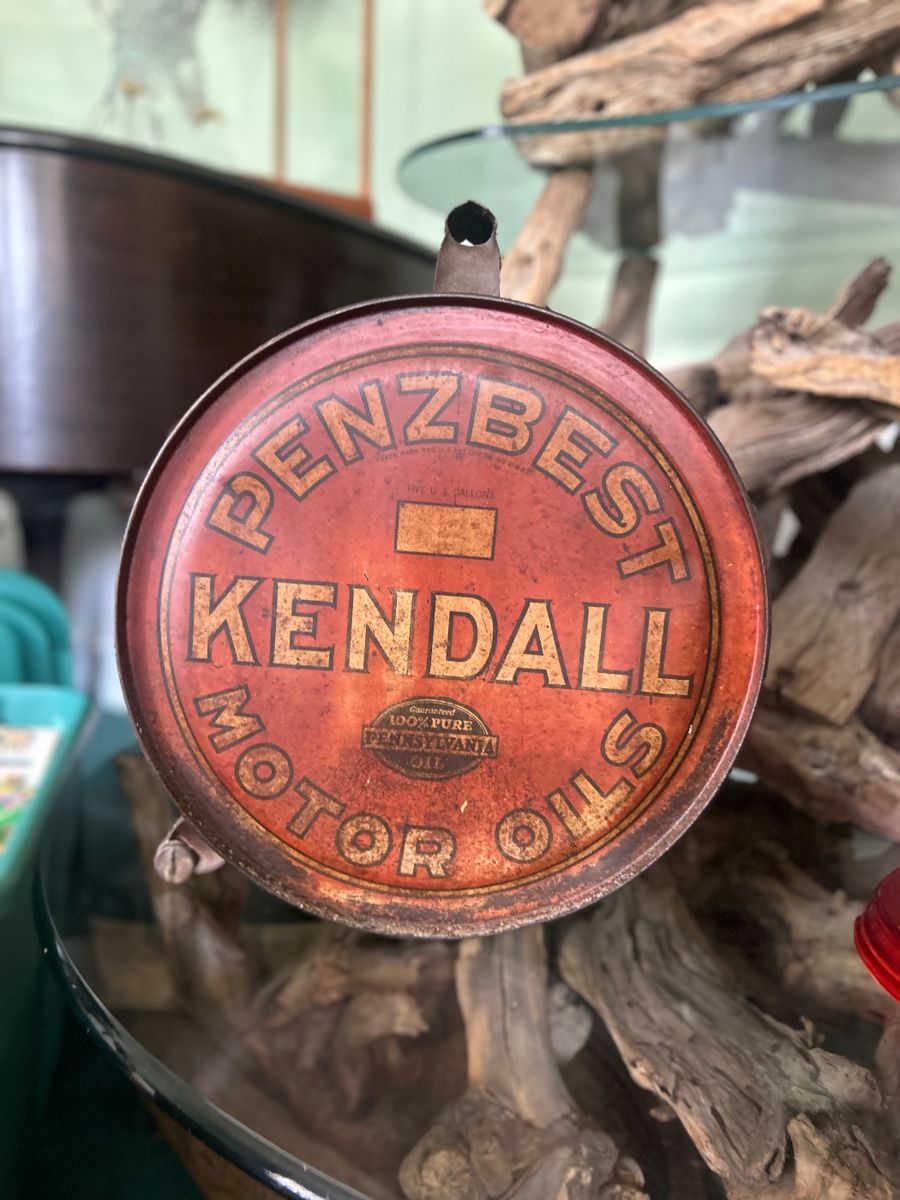 PENZBEST
FIVE U.S. GALLONS
KENDALL
Guaranteed
100% PURE
PENNSYLVANIA
OIL
MOTOR OILS